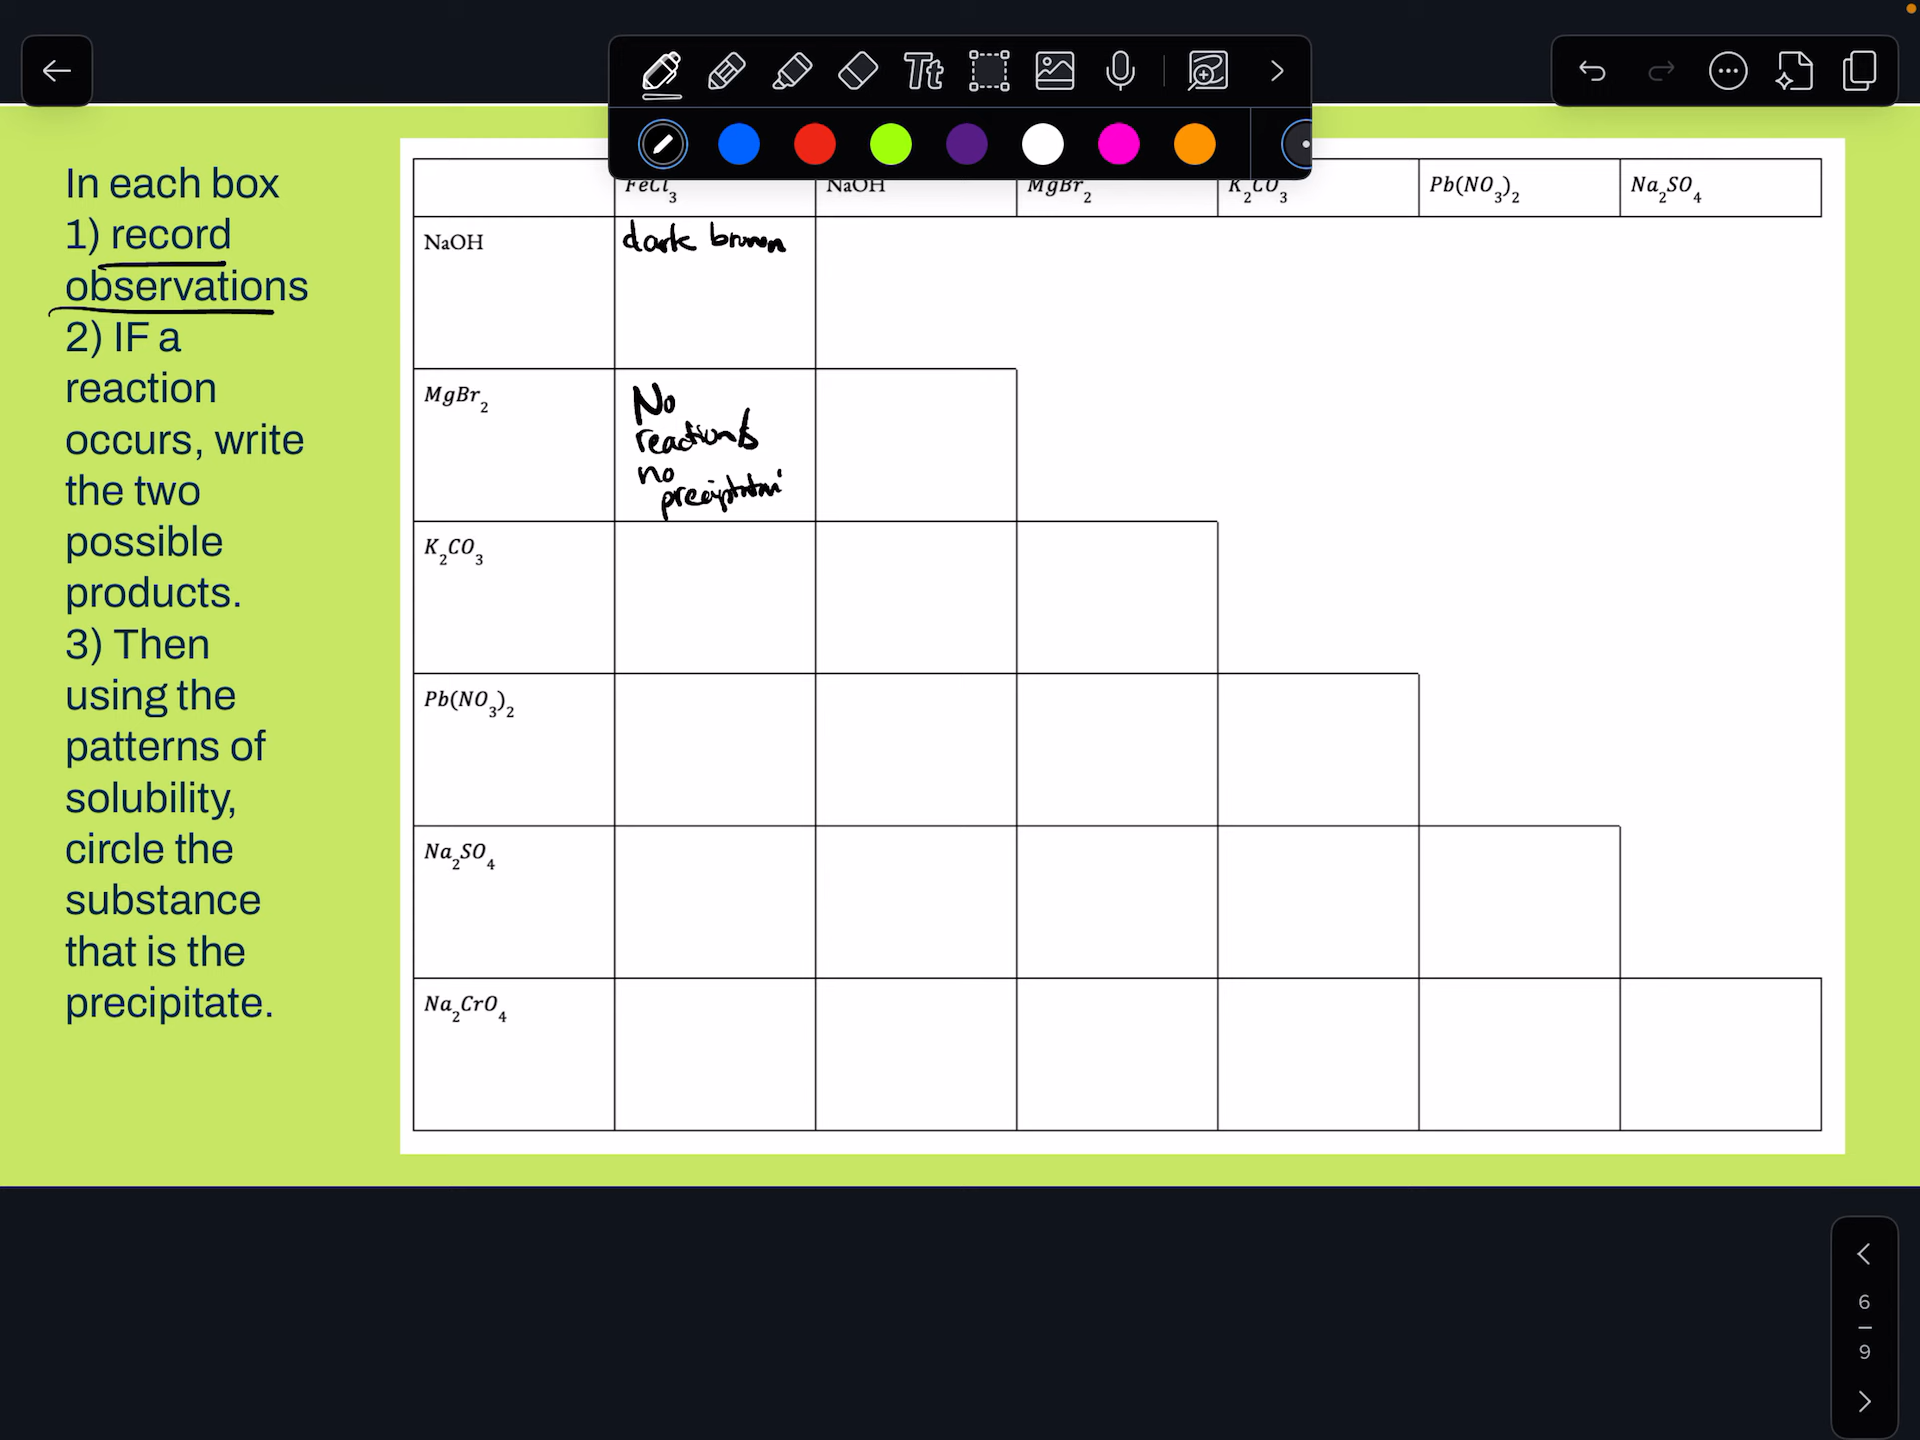 Tt
In each box
1) record
observations
2) IF a
reaction
occurs, write
the two
possible
products.
3) Then
using the
patterns of
solubility,
circle the
substance
that is the
precipitate.
FeCl₃ NaOH MgBr₂ K₂CO₃ Pb(NO₃)₂ Na₂SO₄
NaOH dark brown
MgBr₂ No
reaction
no
K₂CO₃
Pb(NO₃)₂
Na₂SO₄
Na₂CrO₄
6
9